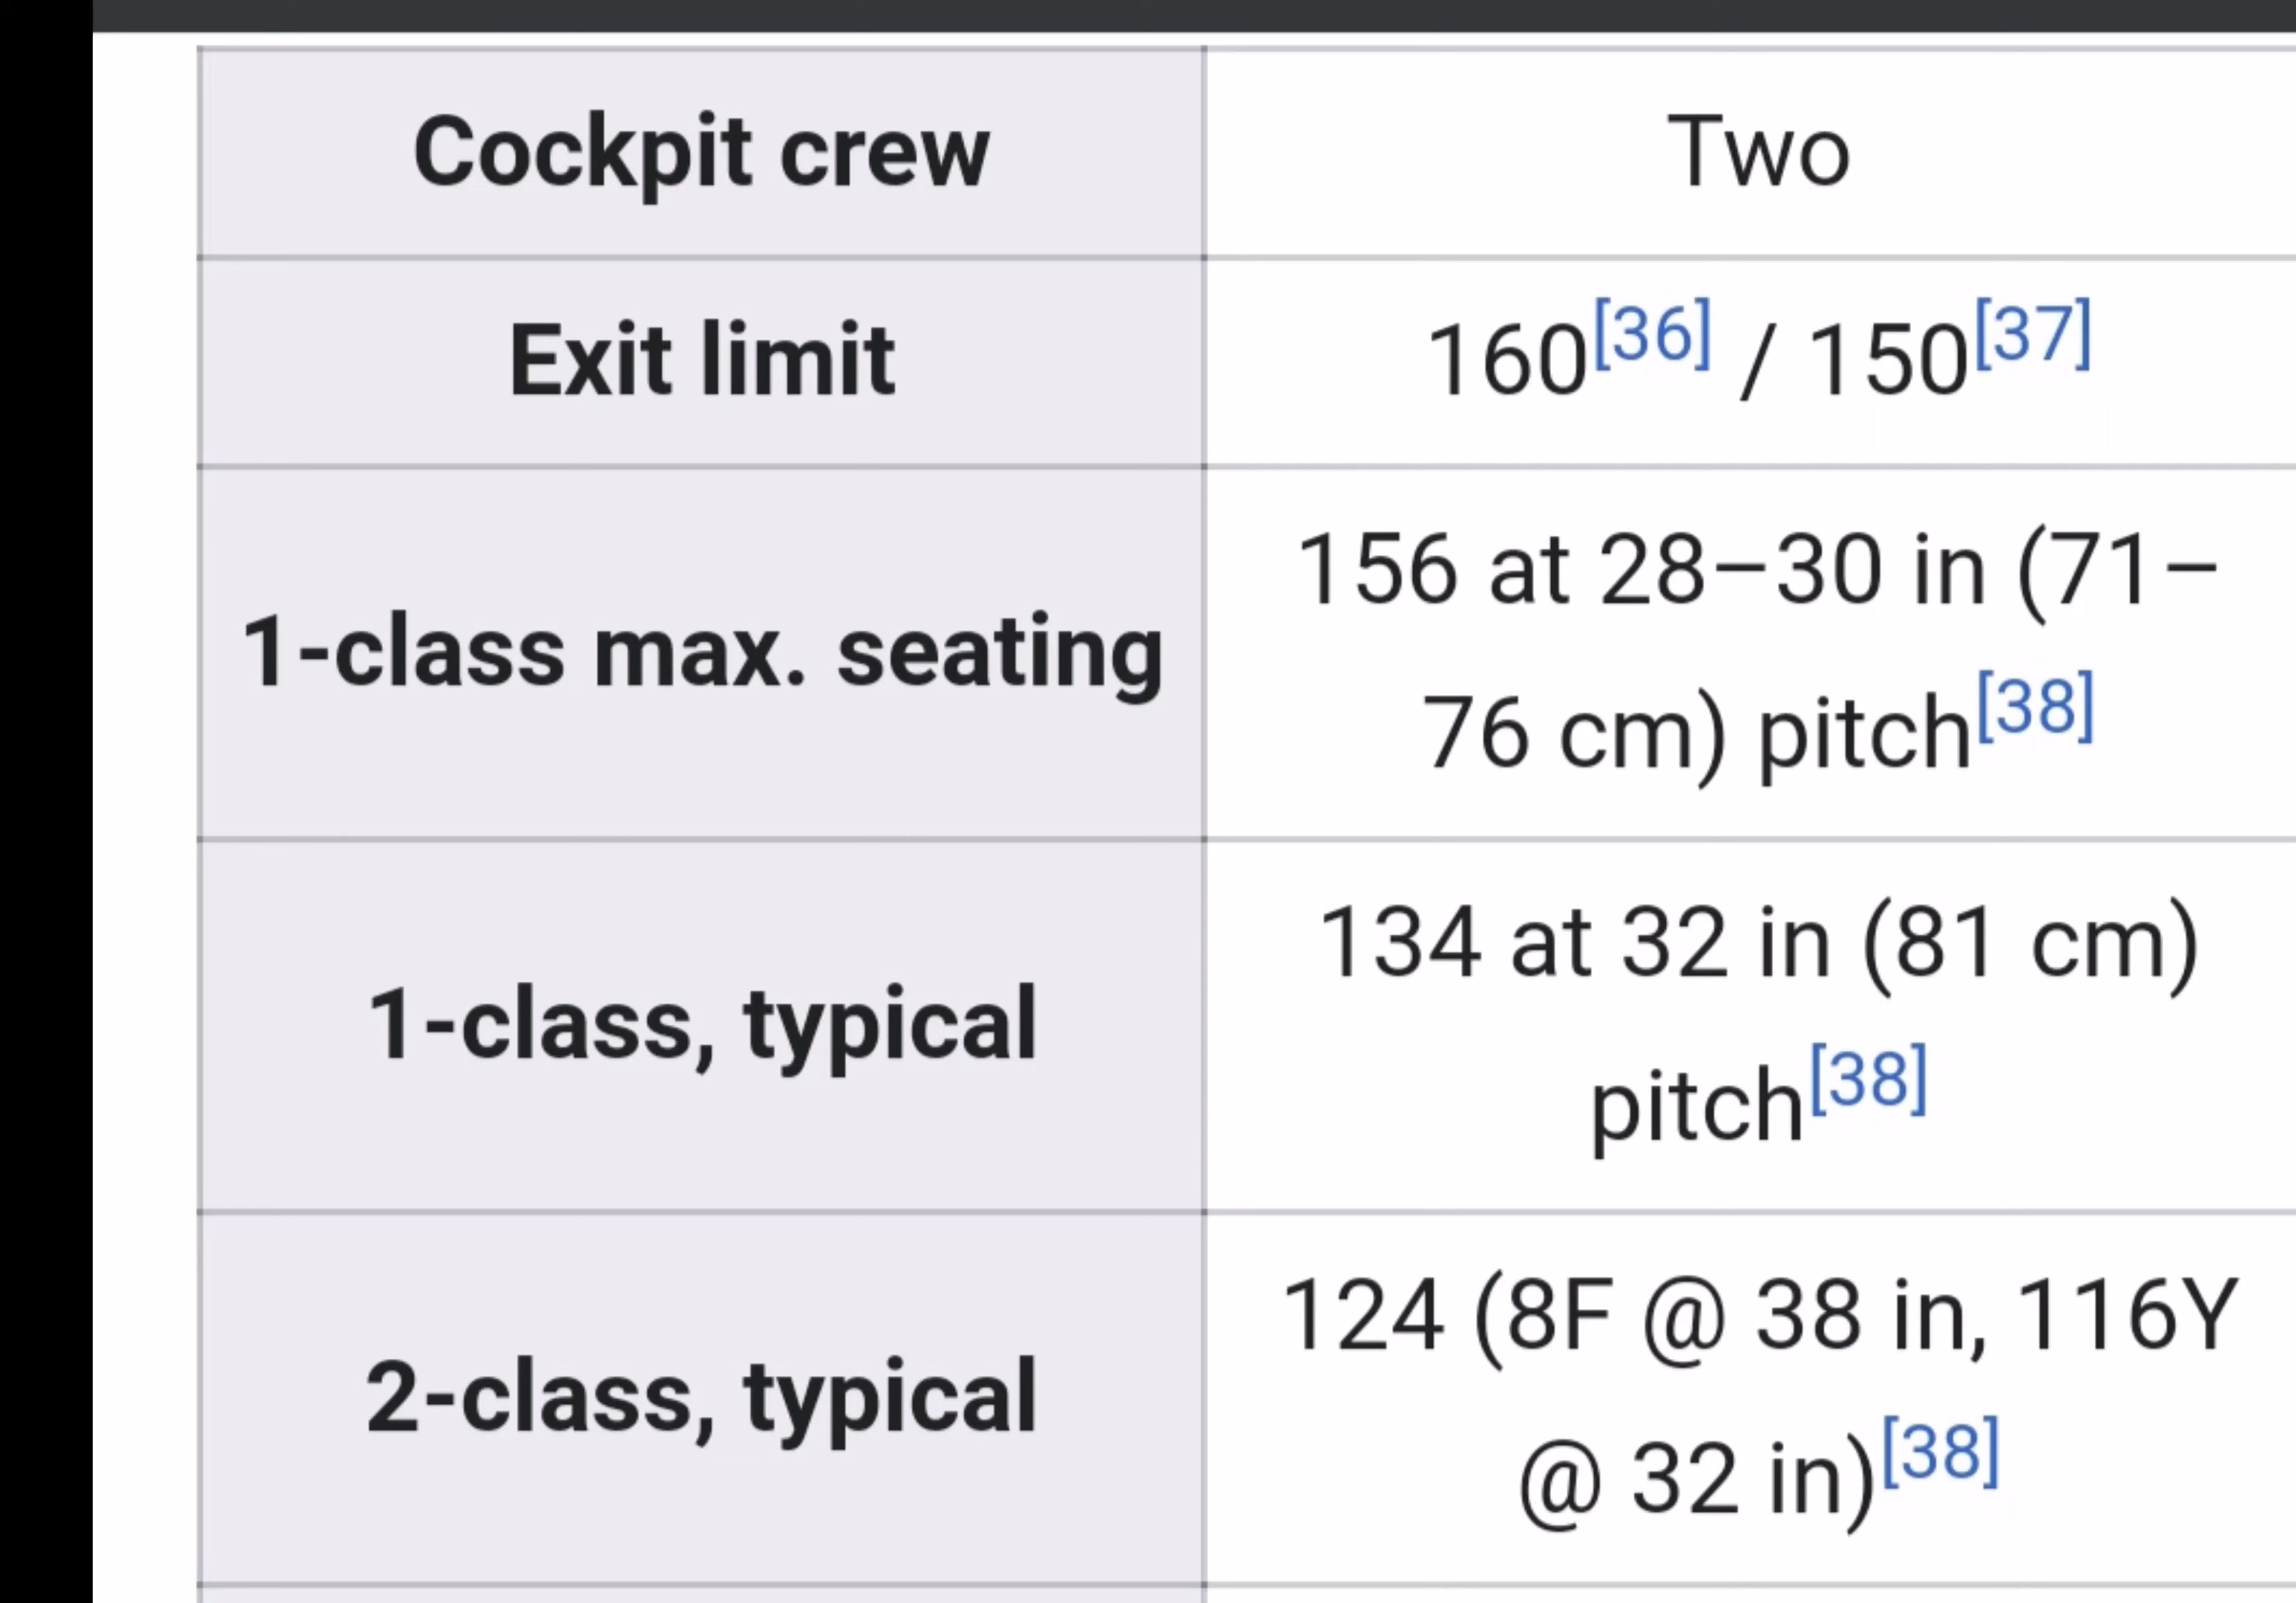 Cockpit crew
Two
Exit limit
160[36] / 150[37]
1-class max. seating
156 at 28–30 in (71–
76 cm) pitch[38]
1-class, typical
134 at 32 in (81 cm)
pitch[38]
2-class, typical
124 (8F @ 38 in, 116Y
@ 32 in)[38]